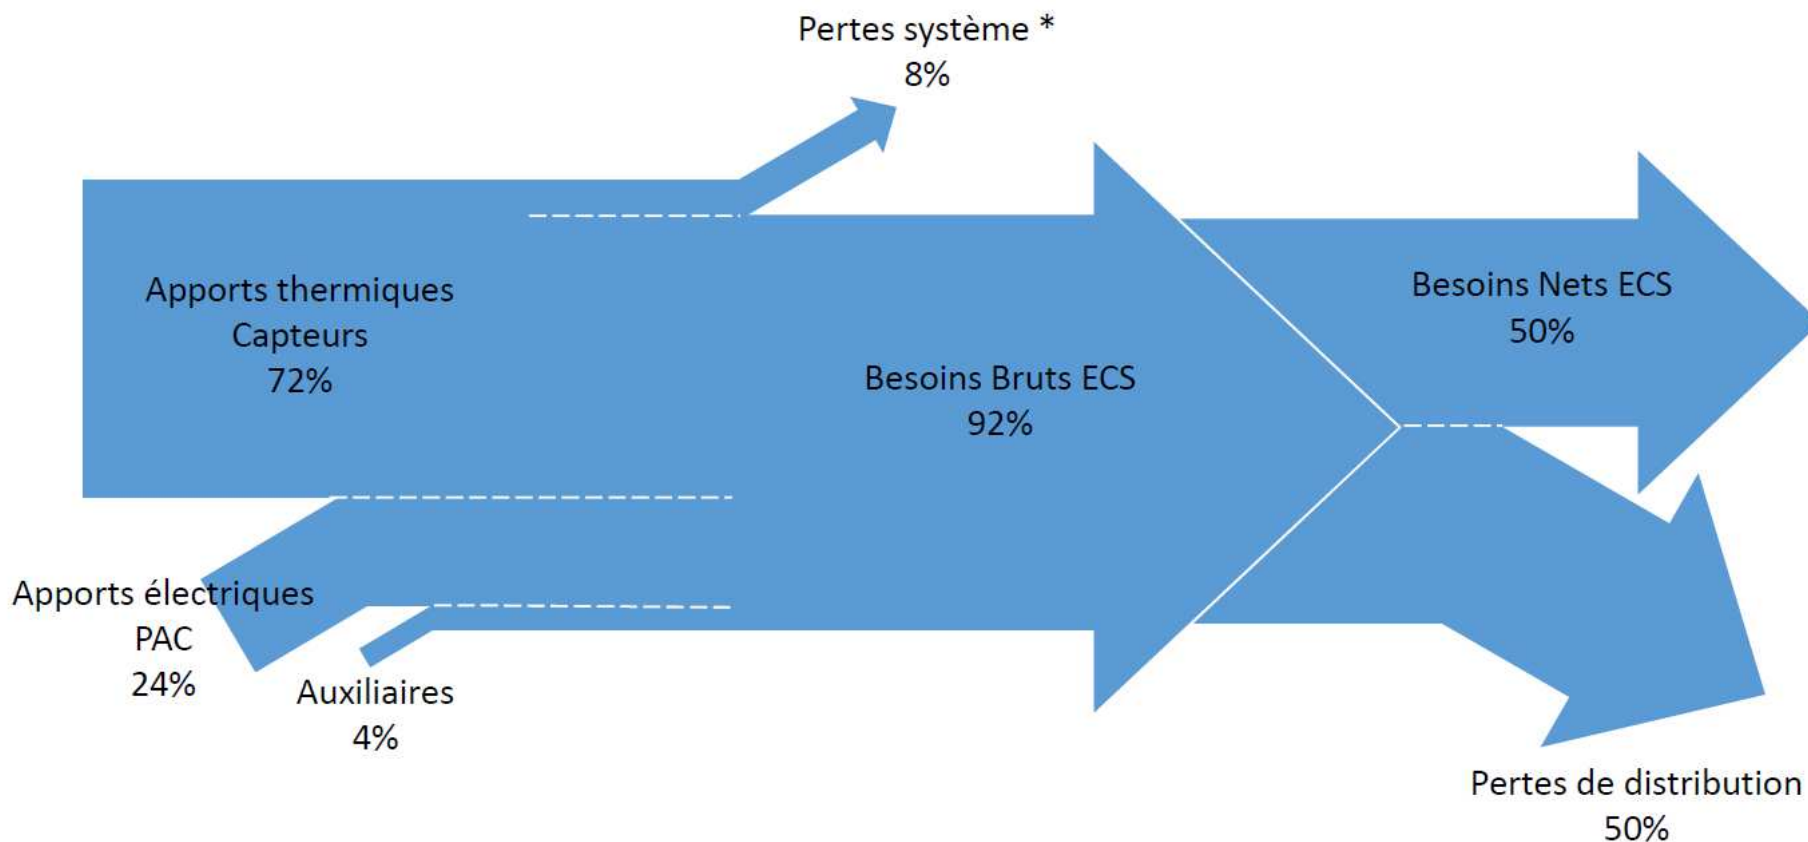 Pertes système *
8%
Apports thermiques
Capteurs
72%
Besoins Bruts ECS
92%
Besoins Nets ECS
50%
Apports électriques
PAC
24%
Auxiliaires
4%
Pertes de distribution
50%